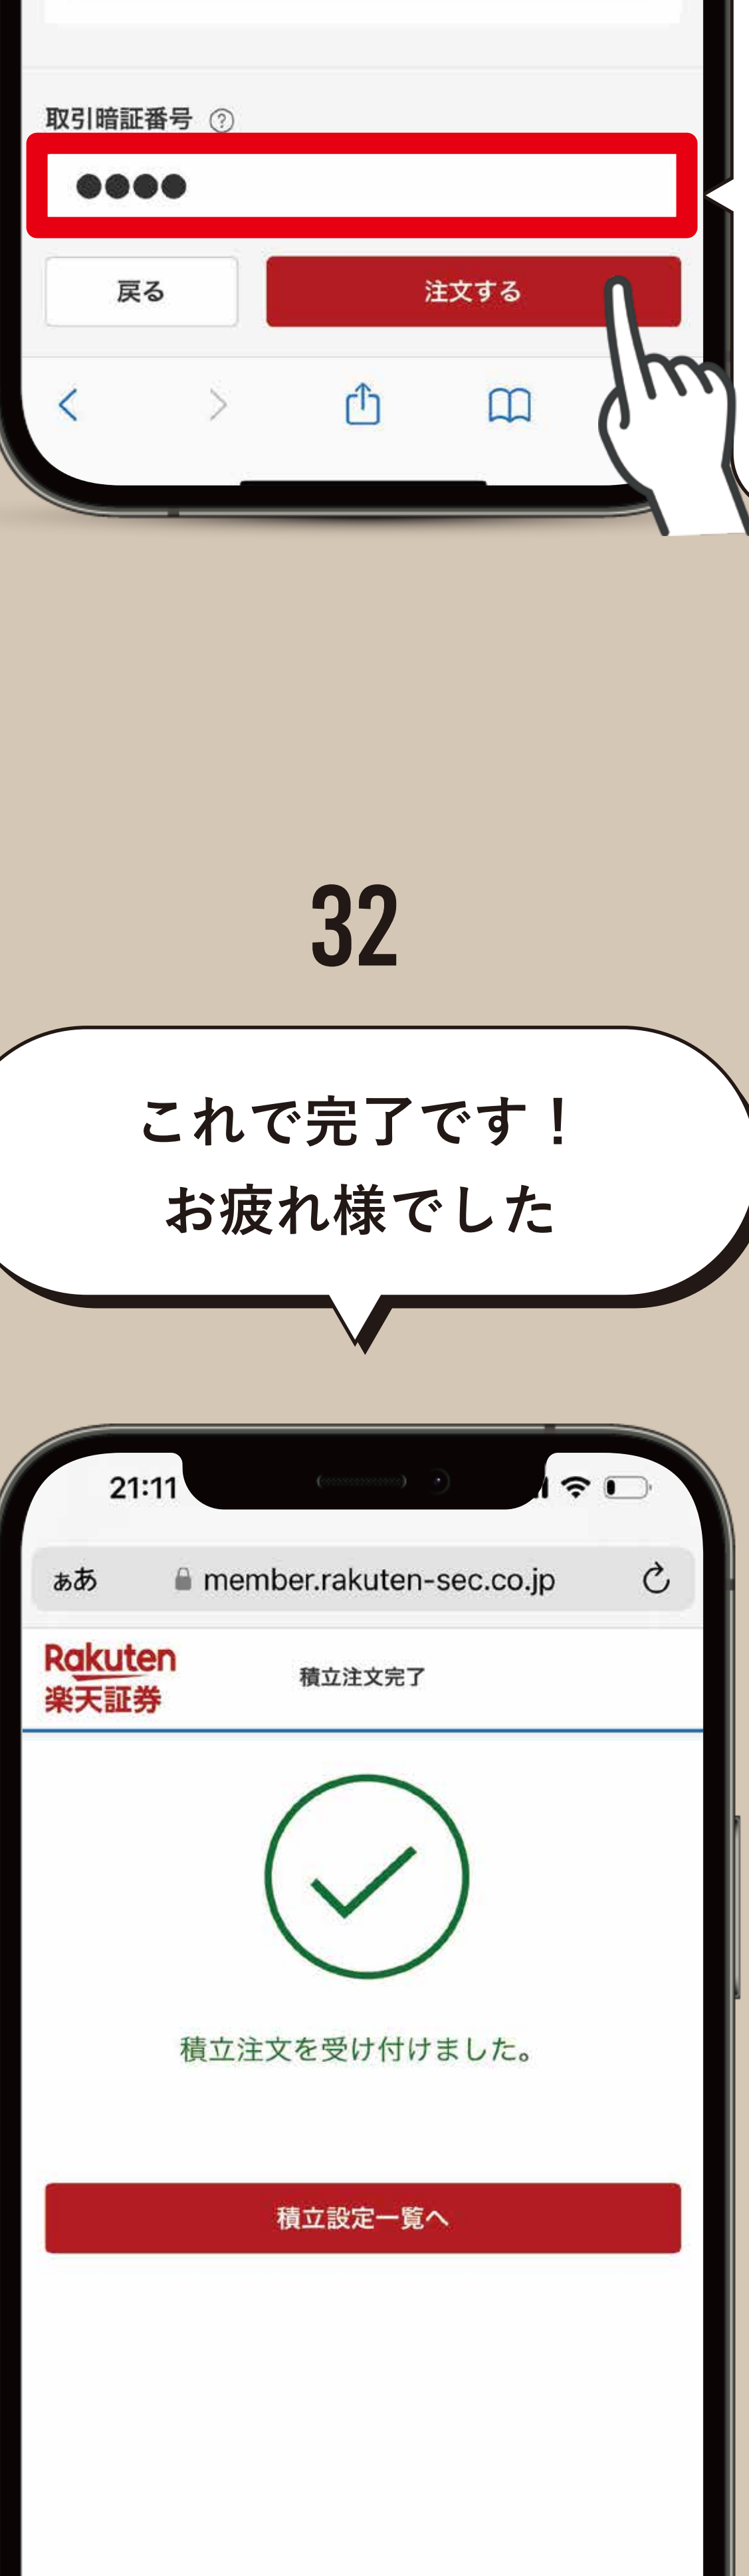 取引暗証番号 ?
●●●●
戻る
注文する
32
これで完了です！
お疲れ様でした
21:11
ぁあ
member.rakuten-sec.co.jp
Rakuten
楽天証券
積立注文完了
積立注文を受け付けました。
積立設定一覧へ